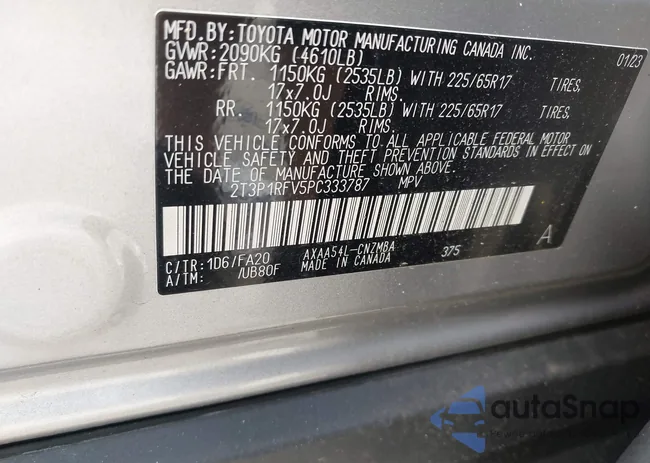 MFD.BY:TOYOTA MOTOR MANUFACTURING CANADA INC.
GVWR:2090KG (4610LB) 01/23
GAWR:FRT. 1150KG (2535LB) WITH 225/65R17 TIRES,
17x7.0J RIMS.
RR. 1150KG (2535LB) WITH 225/65R17 TIRES,
17x7.0J RIMS.
THIS VEHICLE CONFORMS TO ALL APPLICABLE FEDERAL MOTOR
VEHICLE SAFETY AND THEFT PREVENTION STANDARDS IN EFFECT ON
THE DATE OF MANUFACTURE SHOWN ABOVE.
2T3P1RFV5PC333787 MPV
C/TR:1D6/FA20 AXAA54L-CNZMBA 375 A
A/TM: /UB80F MADE IN CANADA
autoSnap